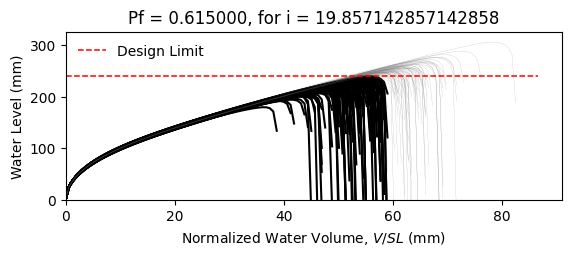 Pf = 0.615000, for i = 19.857142857142858
Design Limit
Water Level (mm)
300
200
100
0
0 20 40 60 80
Normalized Water Volume, V/SL (mm)